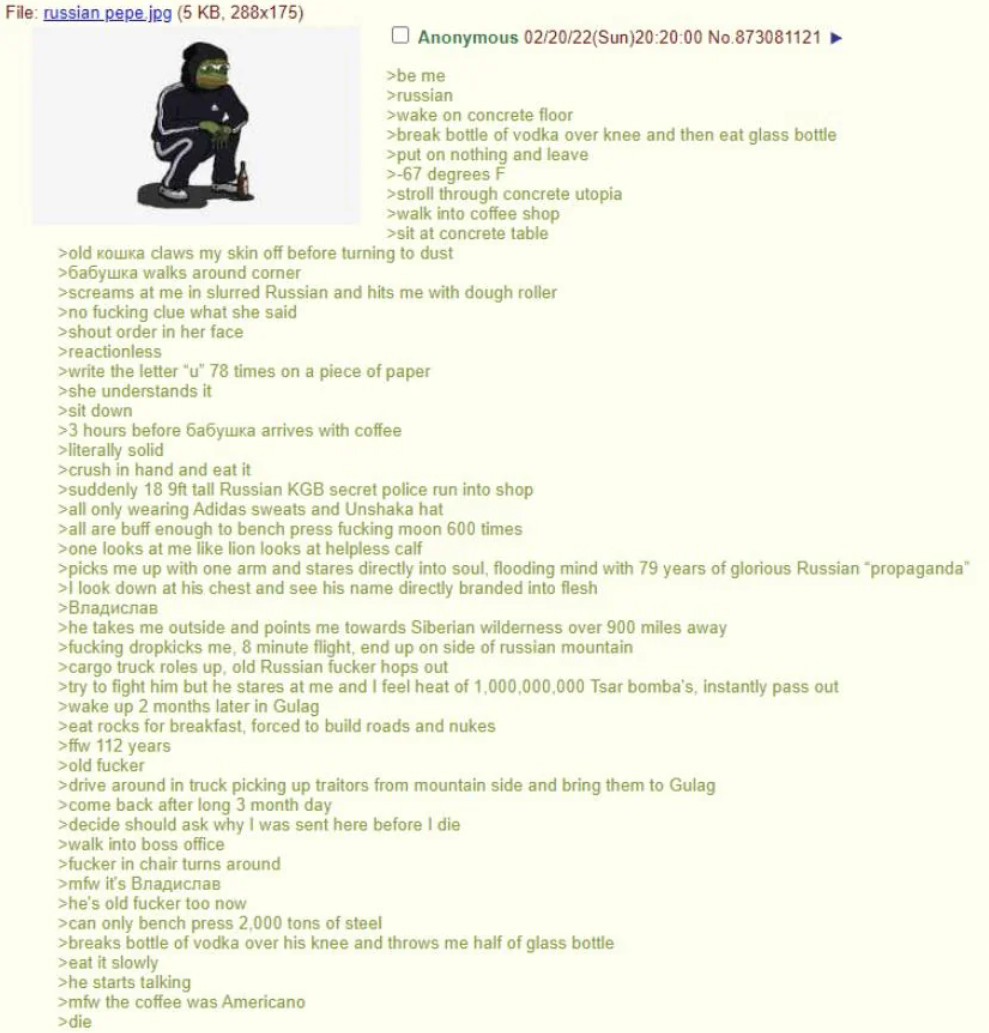 File: russian pepe.jpg (5 KB, 288x175)
Anonymous 02/20/22(Sun)20:20:00 No.873081121 ▶
>be me
>russian
>wake on concrete floor
>break bottle of vodka over knee and then eat glass bottle
>put on nothing and leave
>-67 degrees F
>stroll through concrete utopia
>walk into coffee shop
>sit at concrete table
>old кошка claws my skin off before turning to dust
>бабушка walks around corner
>screams at me in slurred Russian and hits me with dough roller
>no fucking clue what she said
>shout order in her face
>reactionless
>write the letter “u” 78 times on a piece of paper
>she understands it
>sit down
>3 hours before бабушка arrives with coffee
>literally solid
>crush in hand and eat it
>suddenly 18 9ft tall Russian KGB secret police run into shop
>all only wearing Adidas sweats and Unshaka hat
>all are buff enough to bench press fucking moon 600 times
>one looks at me like lion looks at helpless calf
>picks me up with one arm and stares directly into soul, flooding mind with 79 years of glorious Russian “propaganda”
>I look down at his chest and see his name directly branded into flesh
>Владислав
>he takes me outside and points me towards Siberian wilderness over 900 miles away
>fucking dropkicks me, 8 minute flight, end up on side of russian mountain
>cargo truck roles up, old Russian fucker hops out
>try to fight him but he stares at me and I feel heat of 1,000,000,000 Tsar bomba's, instantly pass out
>wake up 2 months later in Gulag
>eat rocks for breakfast, forced to build roads and nukes
>ffw 112 years
>old fucker
>drive around in truck picking up traitors from mountain side and bring them to Gulag
>come back after long 3 month day
>decide should ask why I was sent here before I die
>walk into boss office
>fucker in chair turns around
>mfw it's Владислав
>he's old fucker too now
>can only bench press 2,000 tons of steel
>breaks bottle of vodka over his knee and throws me half of glass bottle
>eat it slowly
>he starts talking
>mfw the coffee was Americano
>die